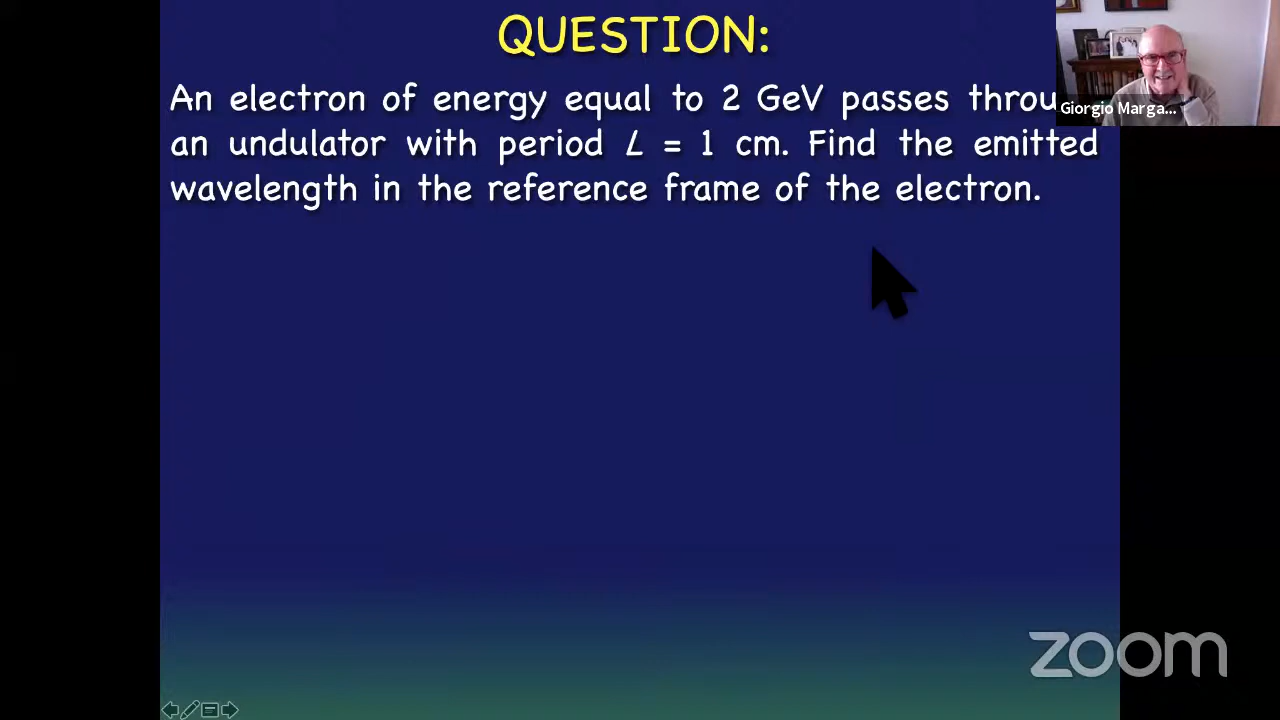 QUESTION:
An electron of energy equal to 2 GeV passes throu
an undulator with period L = 1 cm. Find the emitted
wavelength in the reference frame of the electron.
Giorgio Marga...
zoom